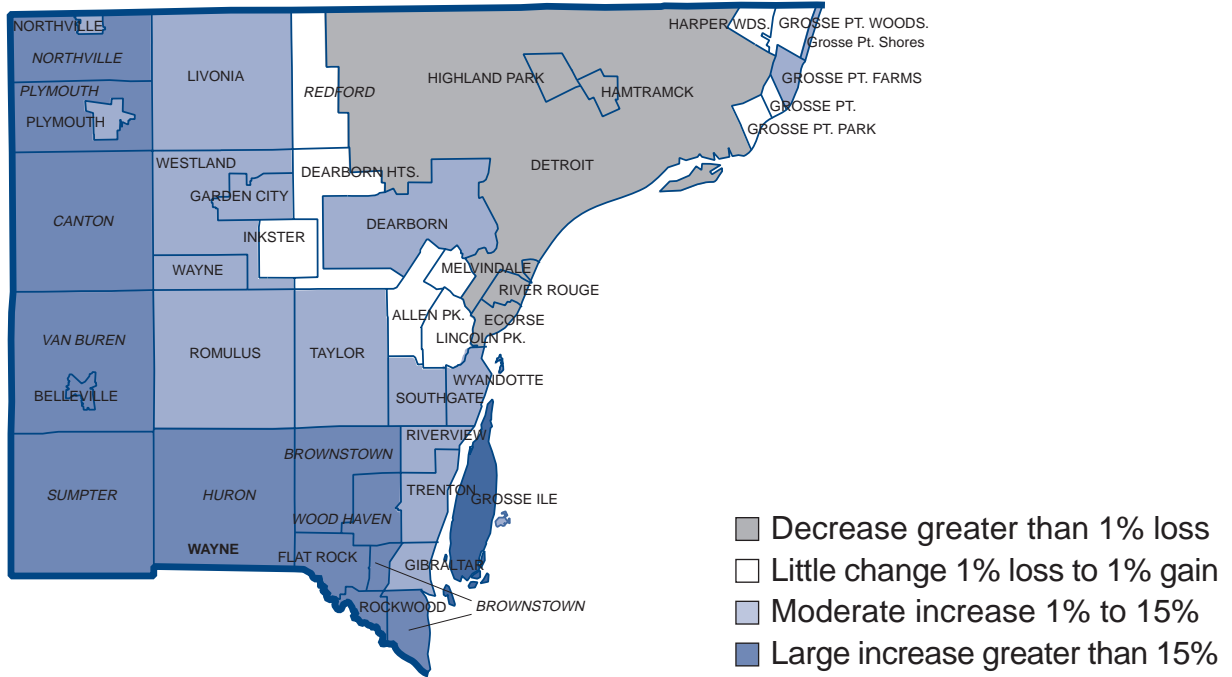 NORTHVILLE
HARPER WDS.
GROSSE PT. WOODS.
Grosse Pt. Shores
NORTHVILLE
LIVONIA
REDFORD
HIGHLAND PARK
HAMTRAMCK
GROSSE PT. FARMS
PLYMOUTH
PLYMOUTH
GROSSE PT.
GROSSE PT. PARK
WESTLAND
DEARBORN HTS.
DETROIT
GARDEN CITY
CANTON
DEARBORN
INKSTER
WAYNE
MELVINDALE
RIVER ROUGE
ALLEN PK.
ECORSE
LINCOLN PK.
VAN BUREN
ROMULUS
TAYLOR
WYANDOTTE
BELLEVILLE
SOUTHGATE
RIVERVIEW
BROWNSTOWN
SUMPTER
HURON
TRENTON
GROSSE ILE
WOOD HAVEN
WAYNE
FLAT ROCK
GIBRALTAR
ROCKWOOD
BROWNSTOWN
Decrease greater than 1% loss
Little change 1% loss to 1% gain
Moderate increase 1% to 15%
Large increase greater than 15%